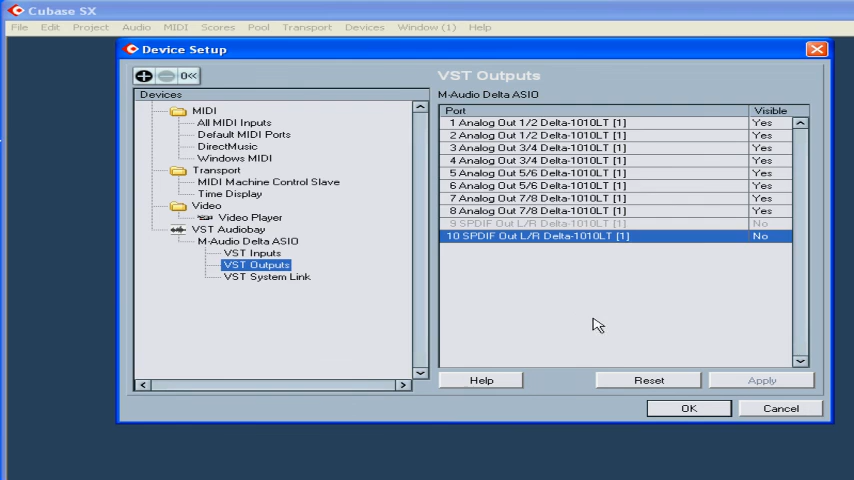 Cubase SX
File Edit Project Audio MIDI Scores Pool Transport Devices Window (1) Help
Device Setup
0<<
VST Outputs
Devices
M-Audio Delta ASIO
MIDI
All MIDI Inputs
Default MIDI Ports
DirectMusic
Windows MIDI
Transport
MIDI Machine Control Slave
Time Display
Video
Video Player
VST Audiobay
M-Audio Delta ASIO
VST Inputs
VST Outputs
VST System Link
Port Visible
1 Analog Out 1/2 Delta-1010LT [1] Yes
2 Analog Out 1/2 Delta-1010LT [1] Yes
3 Analog Out 3/4 Delta-1010LT [1] Yes
4 Analog Out 3/4 Delta-1010LT [1] Yes
5 Analog Out 5/6 Delta-1010LT [1] Yes
6 Analog Out 5/6 Delta-1010LT [1] Yes
7 Analog Out 7/8 Delta-1010LT [1] Yes
8 Analog Out 7/8 Delta-1010LT [1] Yes
9 SPDIF Out L/R Delta-1010LT [1] No
10 SPDIF Out L/R Delta-1010LT [1] No
Help Reset Apply
OK Cancel